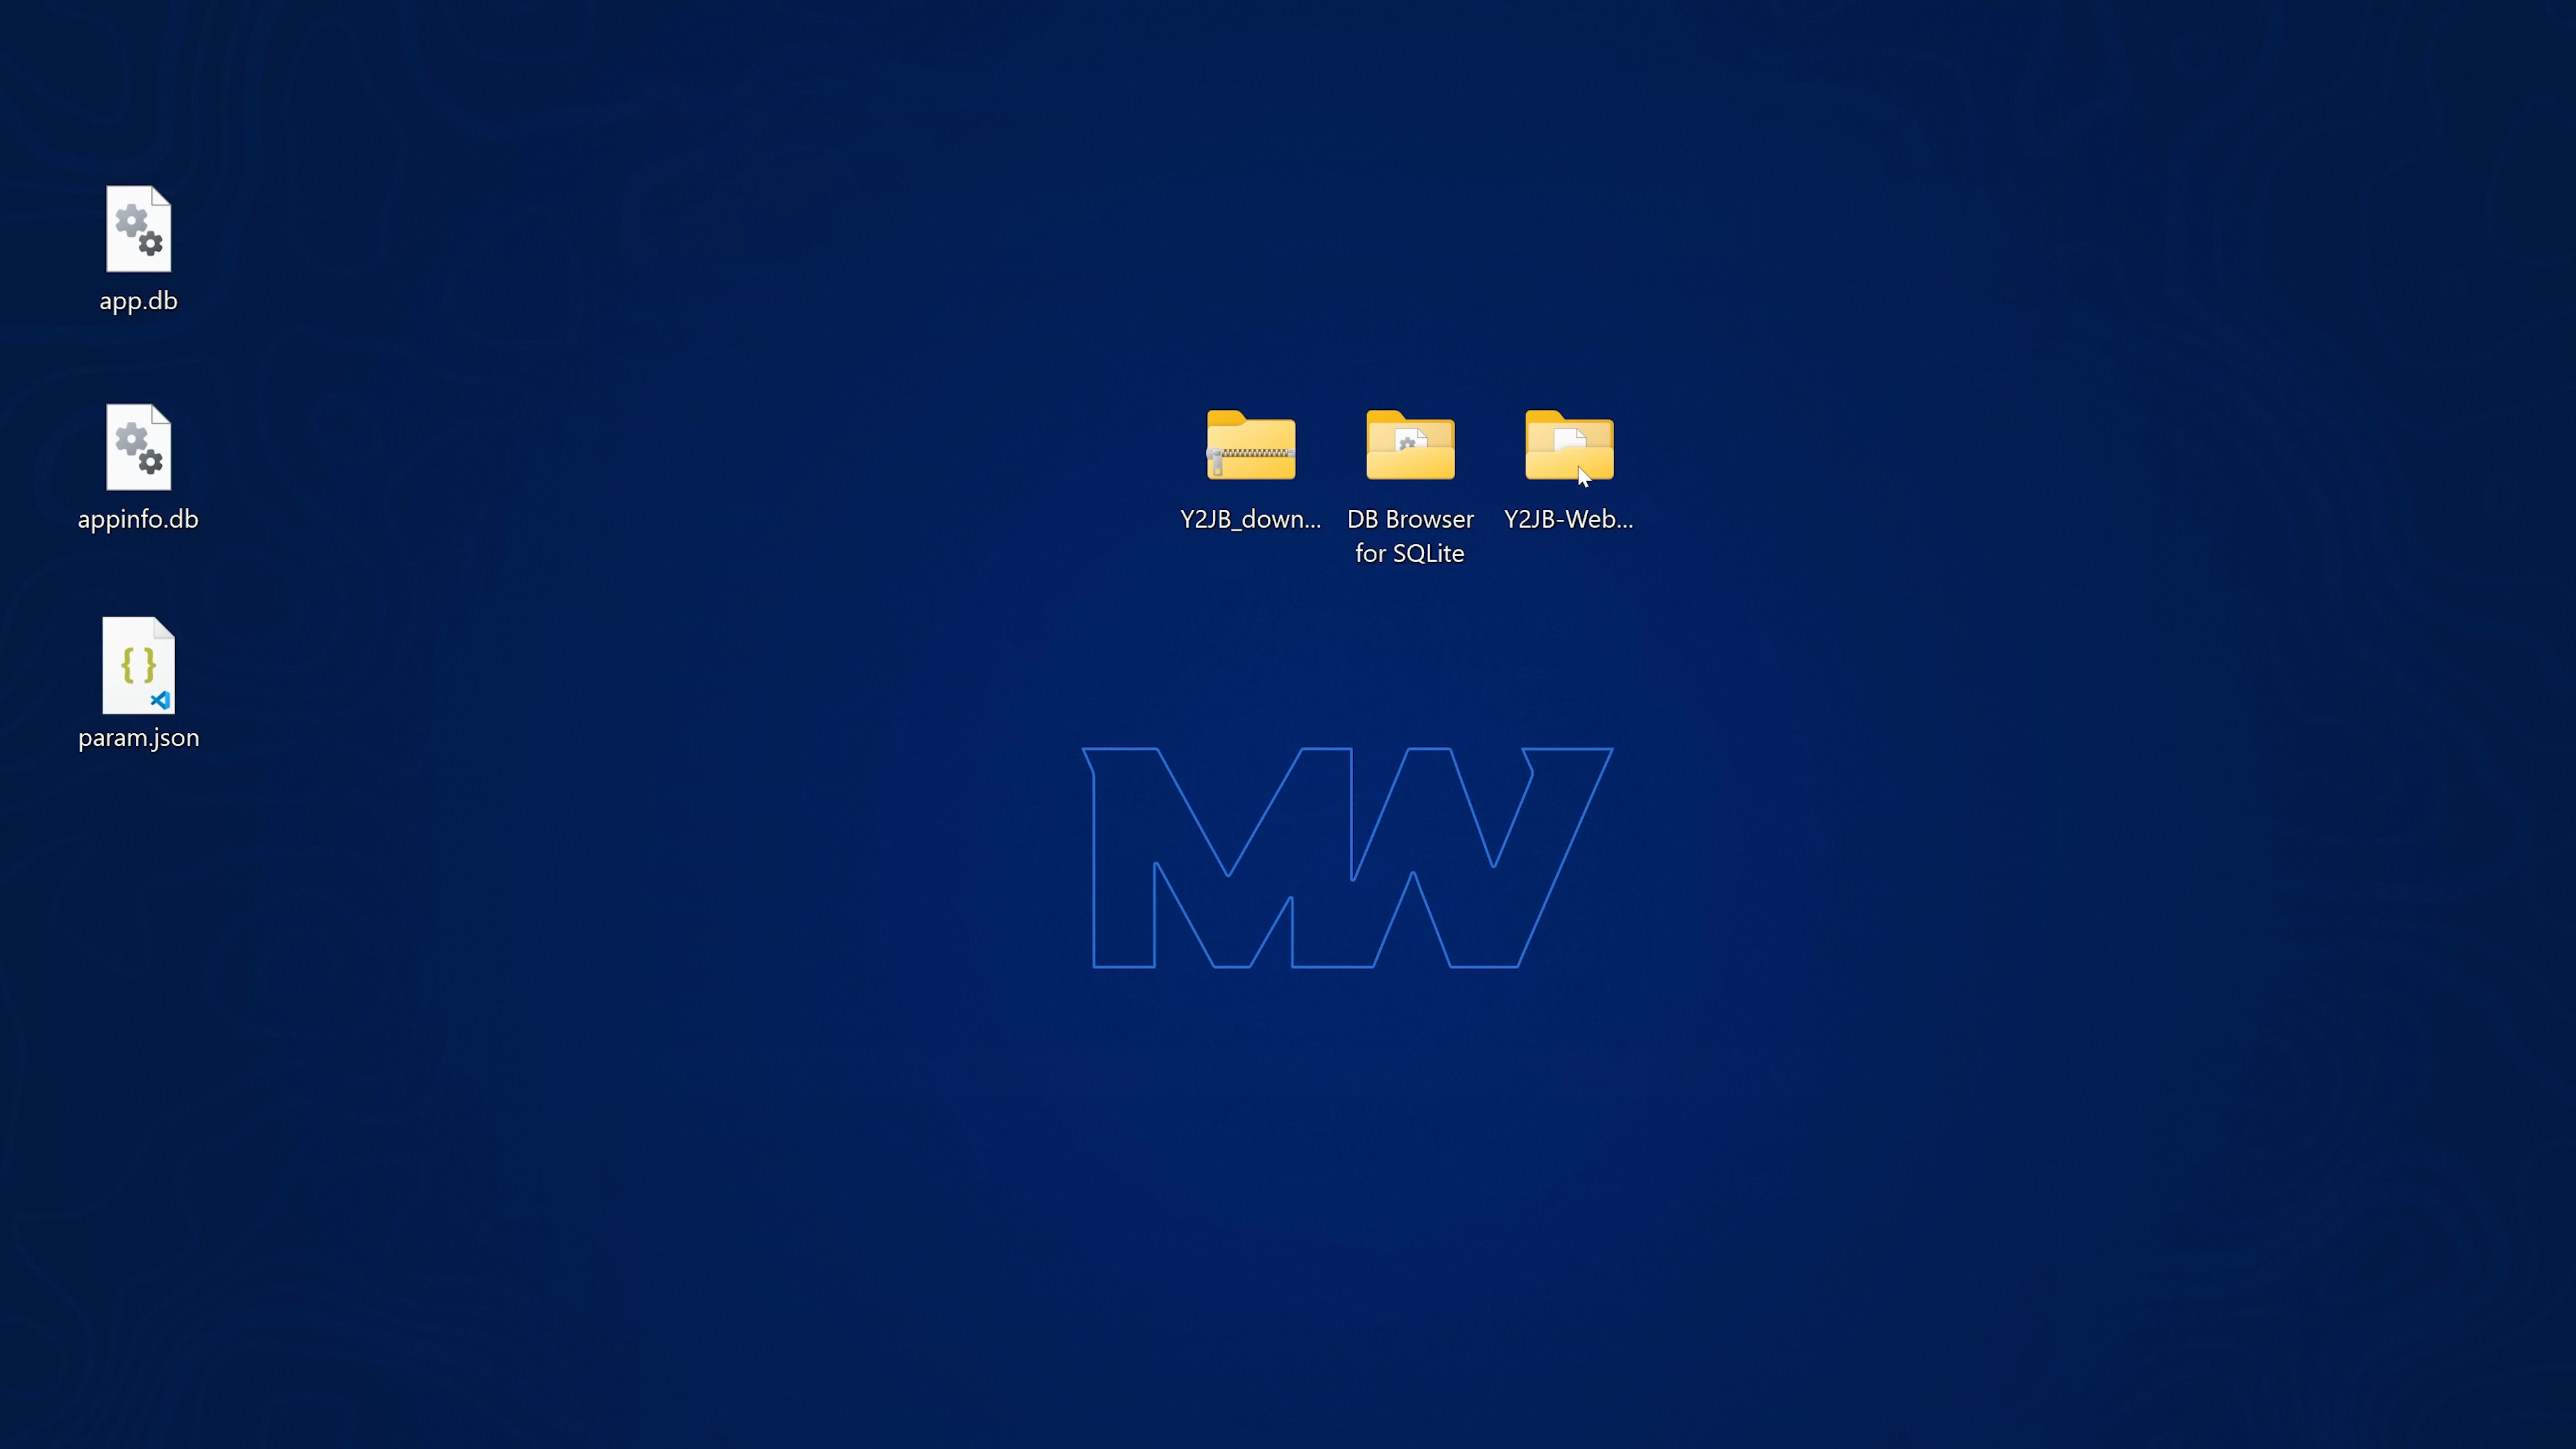 app.db
appinfo.db
param.json
Y2JB_down...
DB Browser
for SQLite
Y2JB-Web...
MW